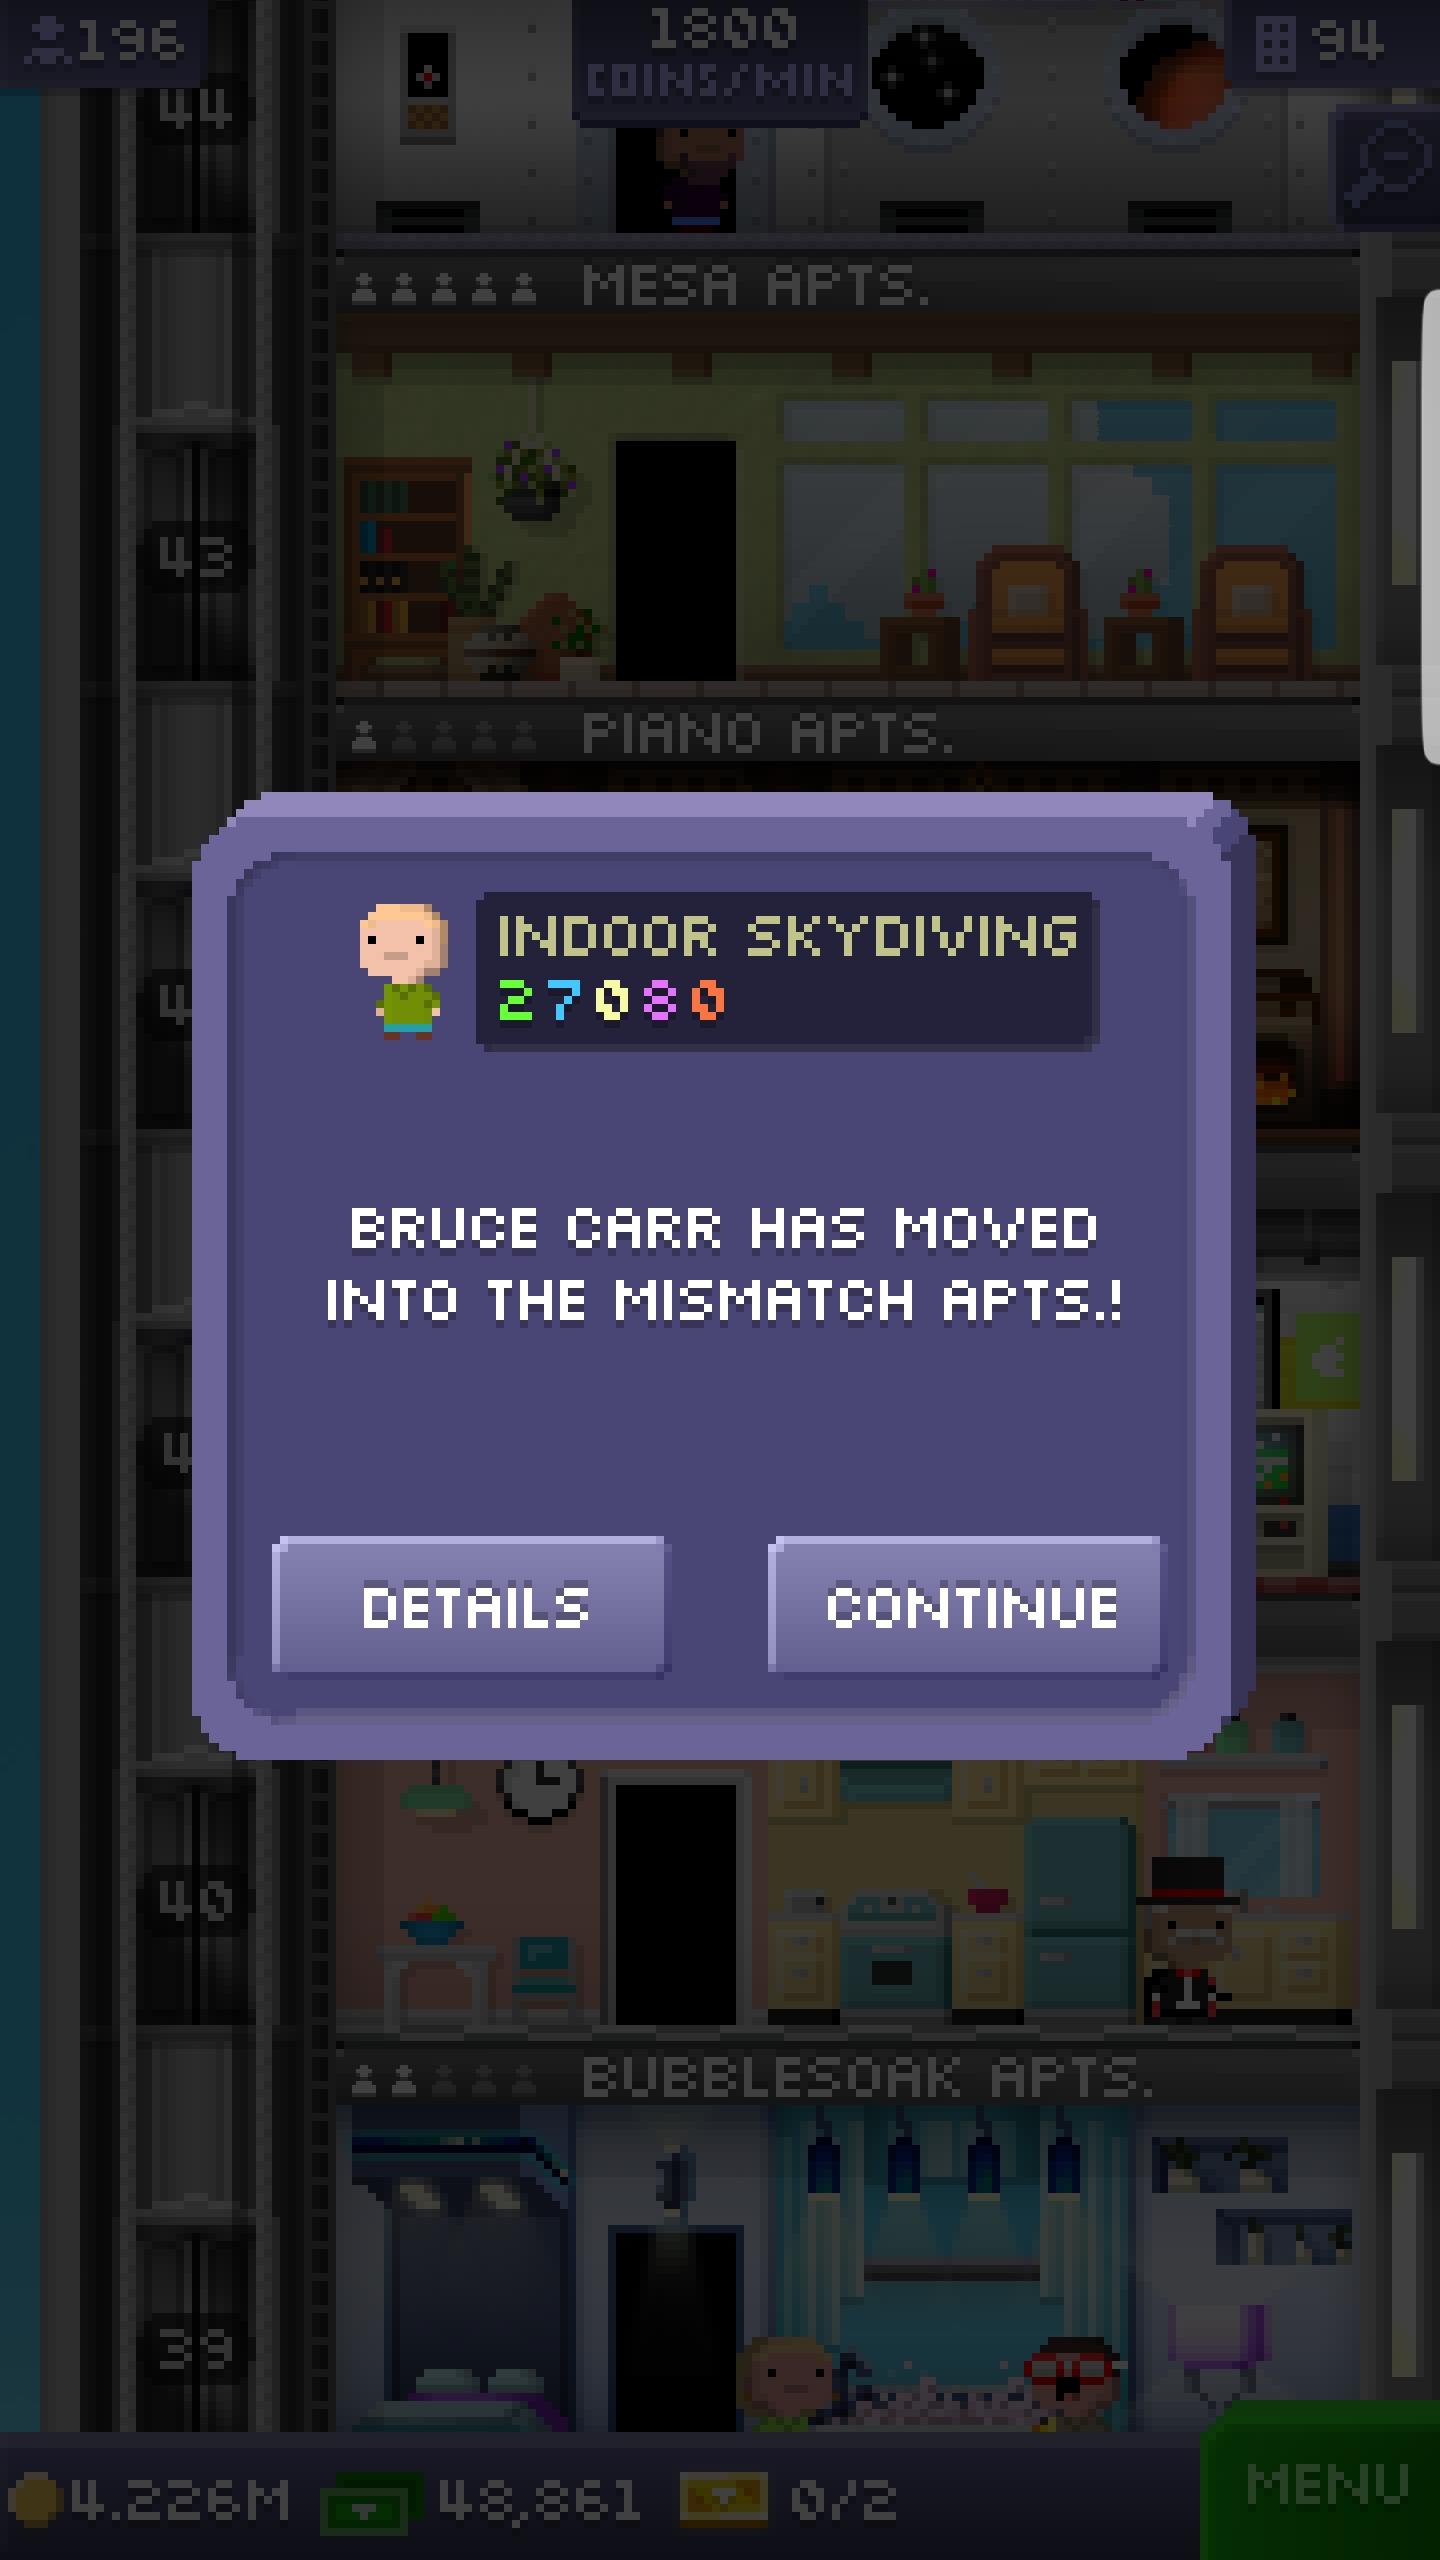 196
1800
COINS/MIN
94
44
MESA APTS.
43
PIANO APTS.
INDOOR SKYDIVING
27080
BRUCE CARR HAS MOVED
INTO THE MISMATCH APTS.!
DETAILS
CONTINUE
40
BUBBLESOAK APTS.
39
4.226M
48,861
0/2
MENU